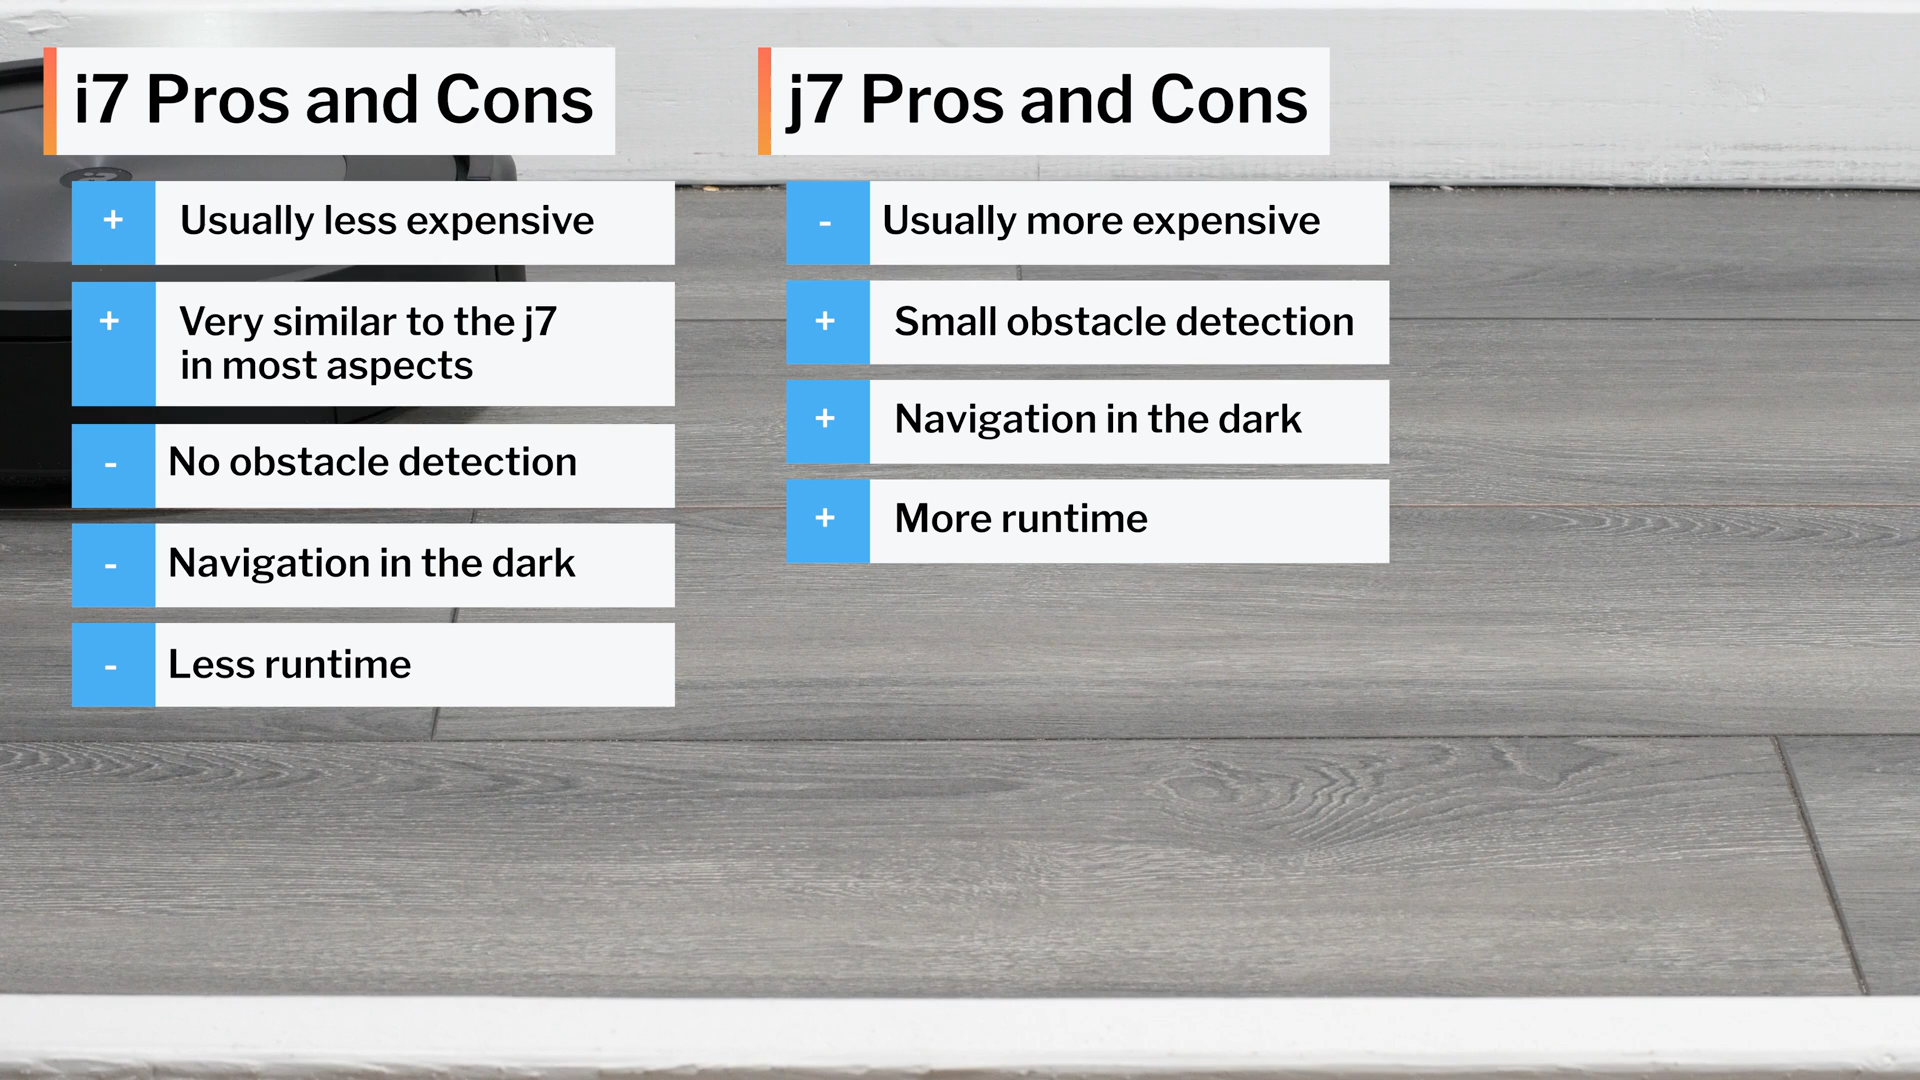 i7 Pros and Cons
+ Usually less expensive
+ Very similar to the j7
in most aspects
- No obstacle detection
- Navigation in the dark
- Less runtime
j7 Pros and Cons
- Usually more expensive
+ Small obstacle detection
+ Navigation in the dark
+ More runtime